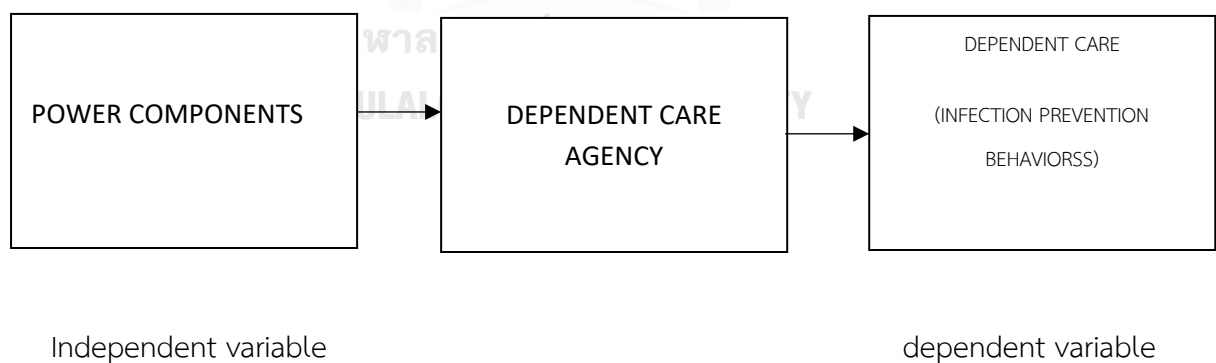 POWER COMPONENTS
DEPENDENT CARE
AGENCY
DEPENDENT CARE
(INFECTION PREVENTION
BEHAVIORSS)
Independent variable
dependent variable